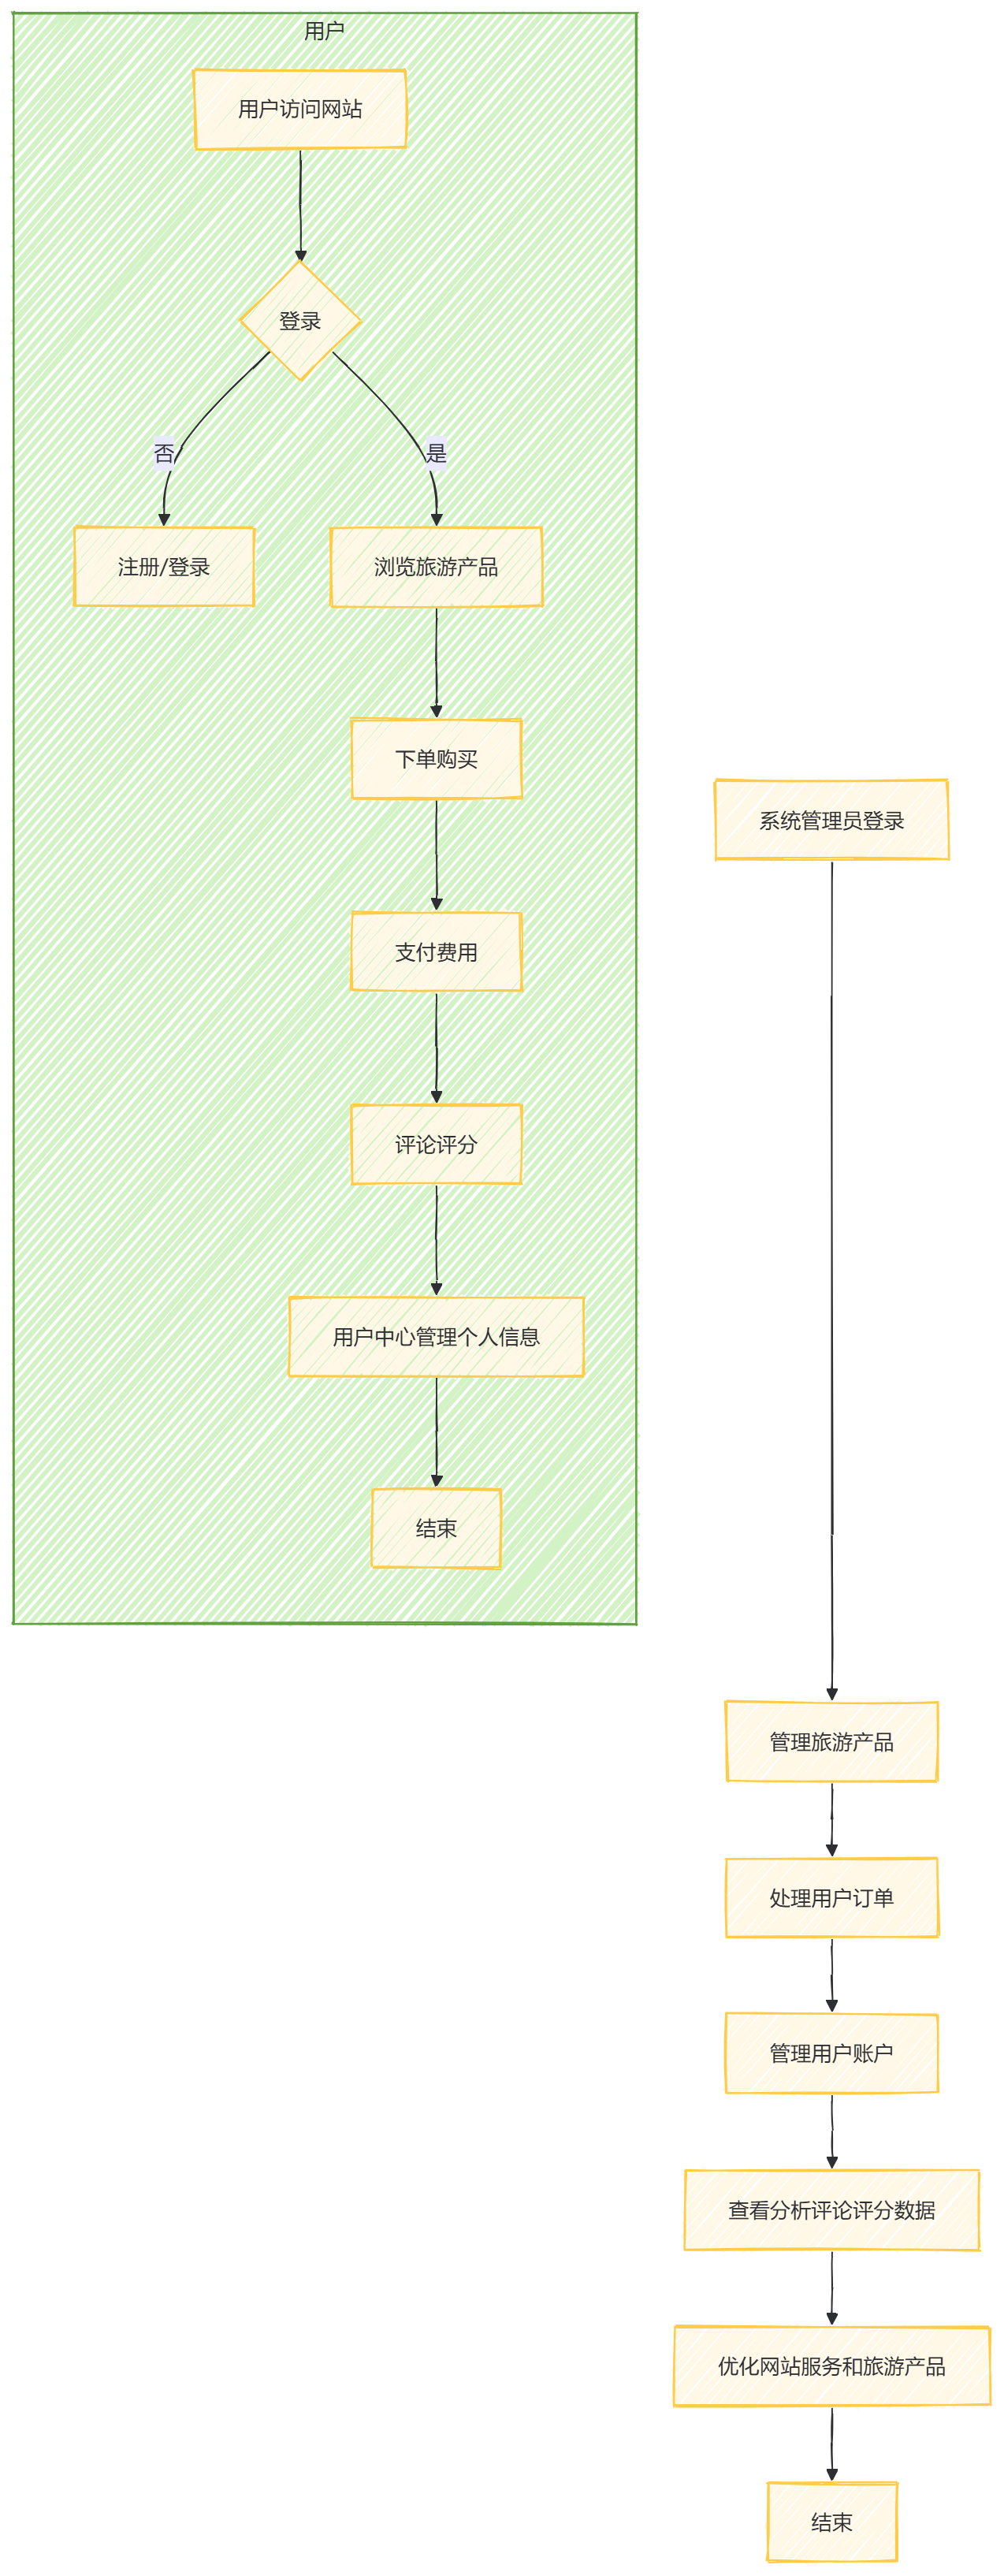 用户
用户访问网站
登录
否
是
注册/登录
浏览旅游产品
下单购买
支付费用
评论评分
用户中心管理个人信息
结束
系统管理员登录
管理旅游产品
处理用户订单
管理用户账户
查看分析评论评分数据
优化网站服务和旅游产品
结束